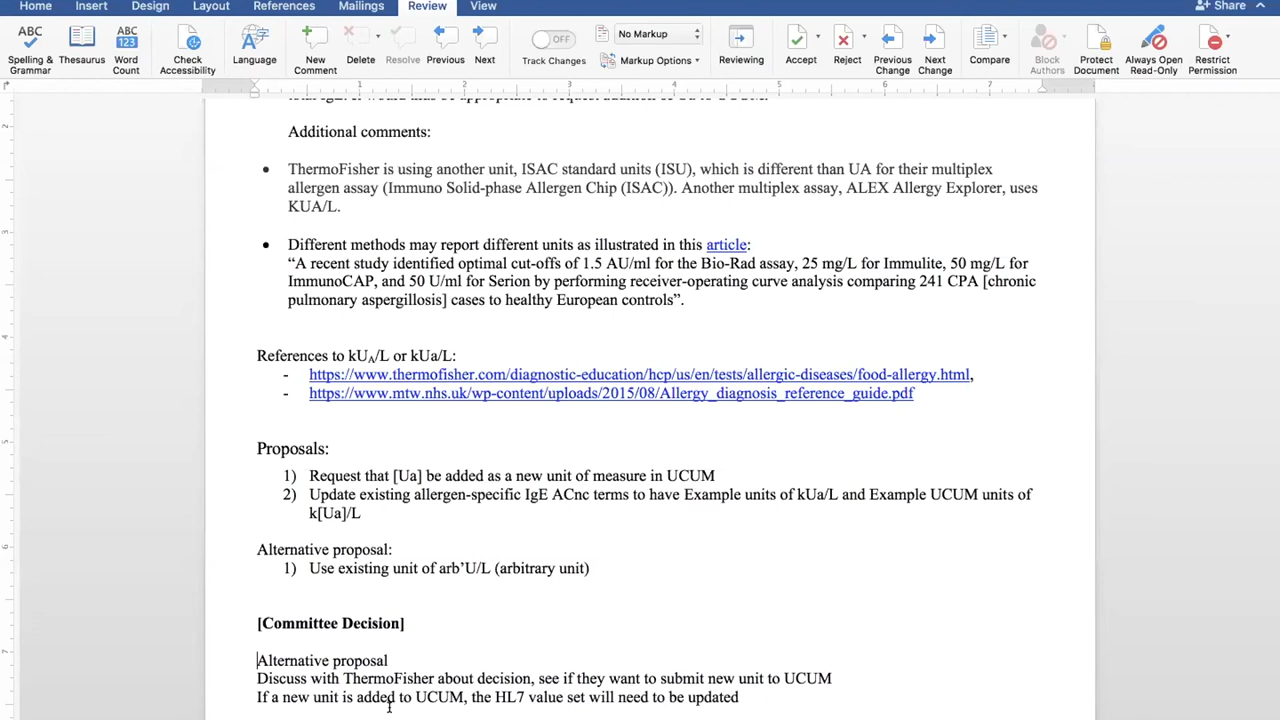 Home Insert Design Layout References Mailings Review View Share
ABC ABC 123
OFF No Markup
Spelling & Grammar Thesaurus Word Count Check Accessibility Language New Comment Delete Resolve Previous Next Track Changes Markup Options Reviewing Accept Reject Previous Change Next Change Compare Block Authors Protect Document Always Open Read-Only Restrict Permission
1 2 3 4 5 6 7
Additional comments:
• ThermoFisher is using another unit, ISAC standard units (ISU), which is different than UA for their multiplex
allergen assay (Immuno Solid-phase Allergen Chip (ISAC)). Another multiplex assay, ALEX Allergy Explorer, uses
KUA/L.
• Different methods may report different units as illustrated in this article:
“A recent study identified optimal cut-offs of 1.5 AU/ml for the Bio-Rad assay, 25 mg/L for Immulite, 50 mg/L for
ImmunoCAP, and 50 U/ml for Serion by performing receiver-operating curve analysis comparing 241 CPA [chronic
pulmonary aspergillosis] cases to healthy European controls”.
References to kUA/L or kUa/L:
- https://www.thermofisher.com/diagnostic-education/hcp/us/en/tests/allergic-diseases/food-allergy.html,
- https://www.mtw.nhs.uk/wp-content/uploads/2015/08/Allergy_diagnosis_reference_guide.pdf
Proposals:
1) Request that [Ua] be added as a new unit of measure in UCUM
2) Update existing allergen-specific IgE ACnc terms to have Example units of kUa/L and Example UCUM units of
k[Ua]/L
Alternative proposal:
1) Use existing unit of arb’U/L (arbitrary unit)
[Committee Decision]
Alternative proposal
Discuss with ThermoFisher about decision, see if they want to submit new unit to UCUM
If a new unit is added to UCUM, the HL7 value set will need to be updated